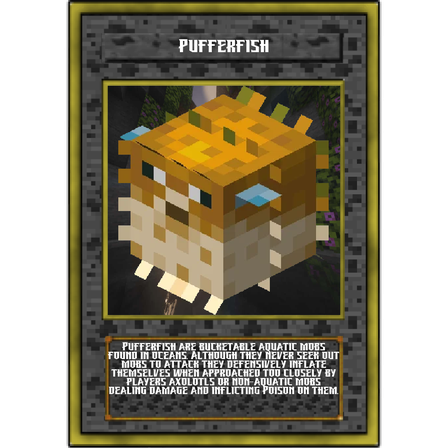 PUFFERFISH
PUFFERFISH ARE BUCKETABLE AQUATIC MOBS
FOUND IN OCEANS. ALTHOUGH THEY NEVER SEEK OUT
MOBS TO ATTACK THEY DEFENSIVELY INFLATE
THEMSELVES WHEN APPROACHED TOO CLOSELY BY
PLAYERS AXOLOTLS OR NON-AQUATIC MOBS
DEALING DAMAGE AND INFLICTING POISON ON THEM.